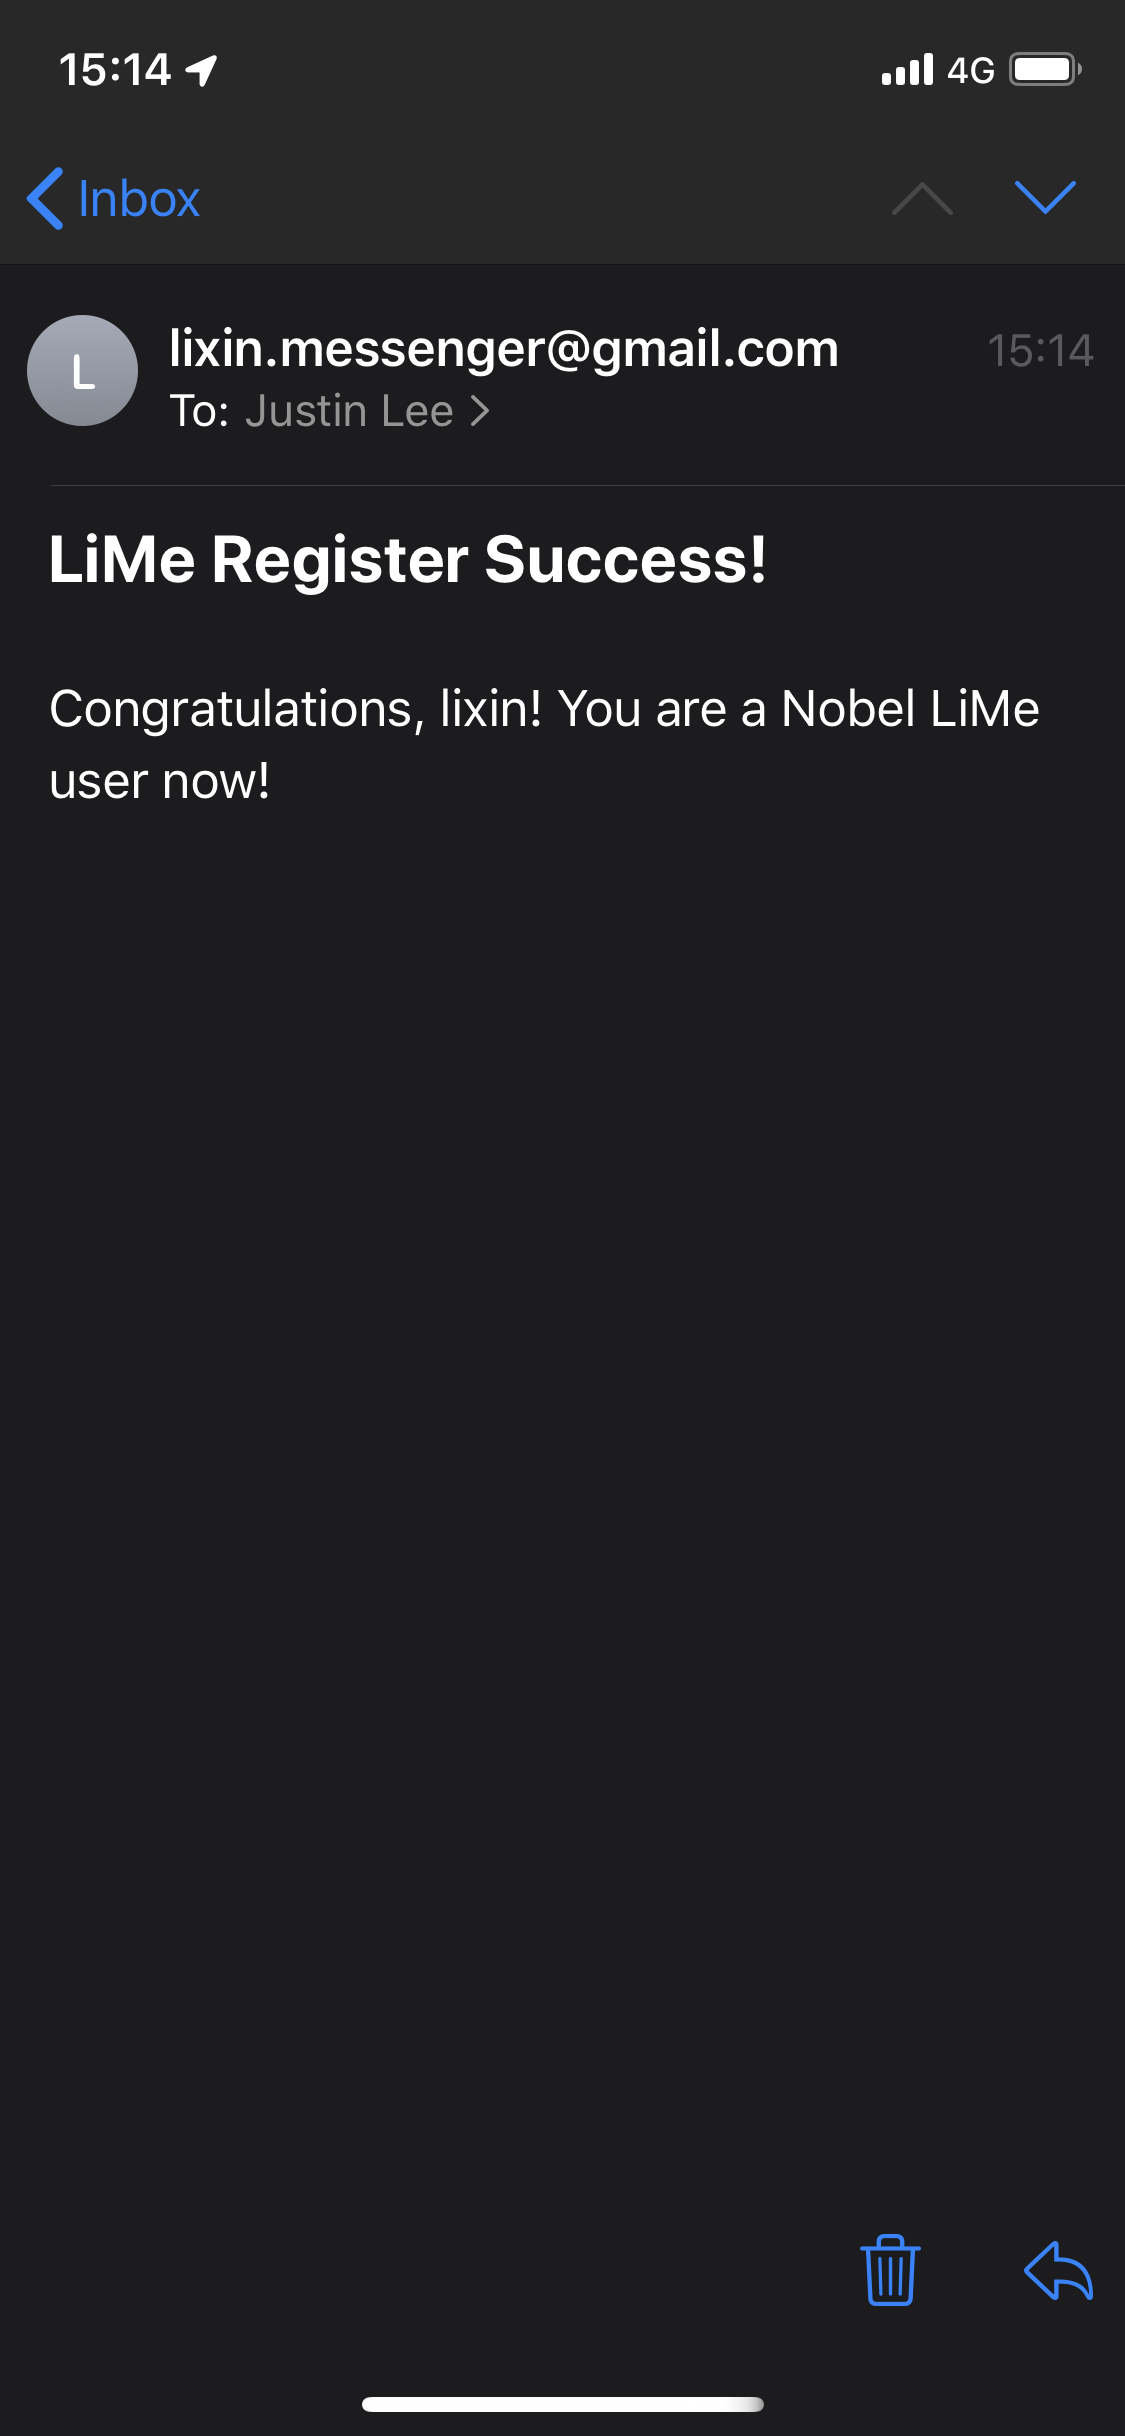 15:14
4G
Inbox
L
lixin.messenger@gmail.com
15:14
To: Justin Lee
LiMe Register Success!
Congratulations, lixin! You are a Nobel LiMe
user now!